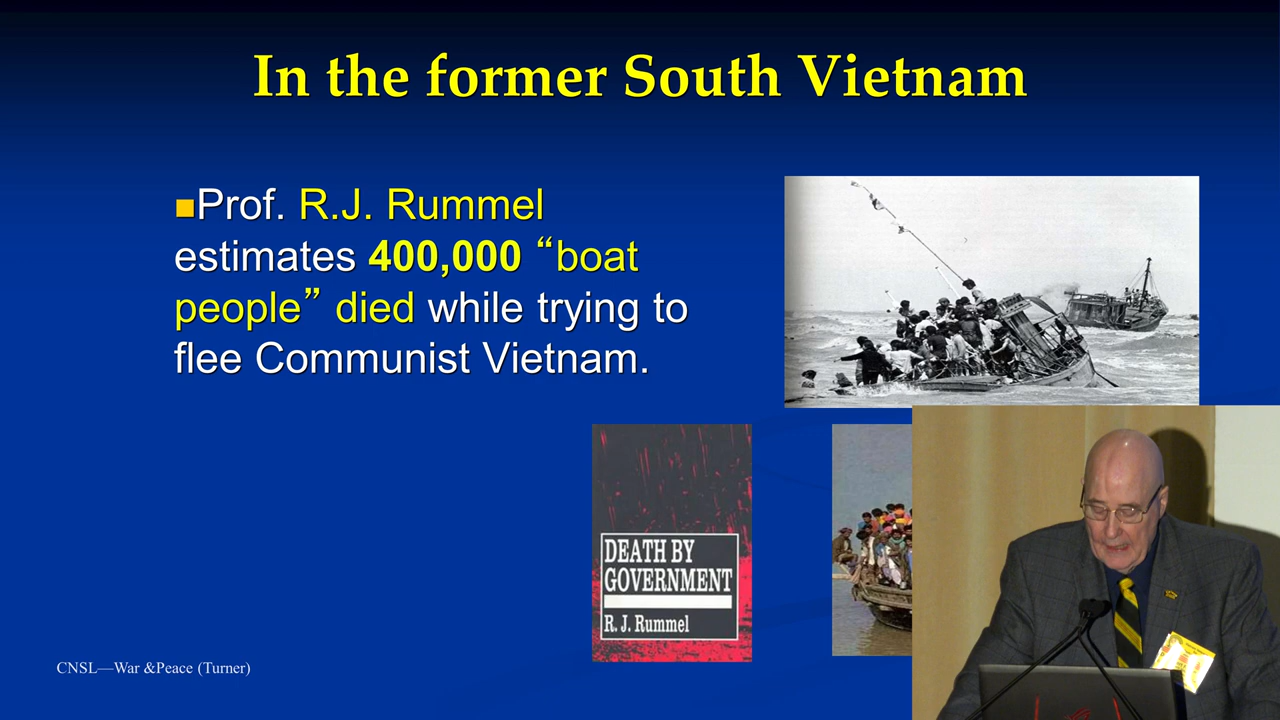 In the former South Vietnam
Prof. R.J. Rummel
estimates 400,000 “boat
people” died while trying to
flee Communist Vietnam.
DEATH BY
GOVERNMENT
R. J. Rummel
CNSL—War &Peace (Turner)